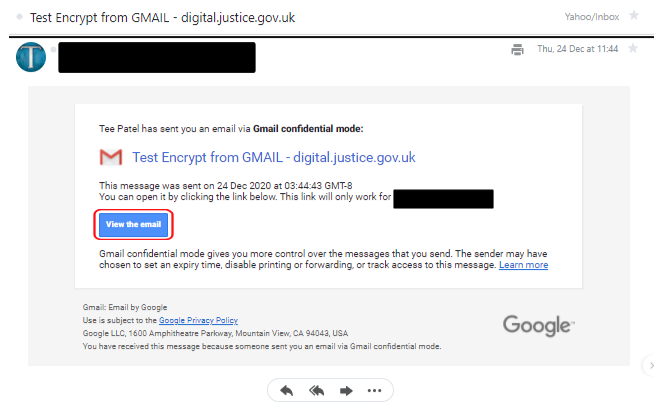 Test Encrypt from GMAIL - digital.justice.gov.uk
Yahoo/Inbox
T
Thu, 24 Dec at 11:44
Tee Patel has sent you an email via Gmail confidential mode:
Test Encrypt from GMAIL - digital.justice.gov.uk
This message was sent on 24 Dec 2020 at 03:44:43 GMT-8
You can open it by clicking the link below. This link will only work for
View the email
Gmail confidential mode gives you more control over the messages that you send. The sender may have
chosen to set an expiry time, disable printing or forwarding, or track access to this message. Learn more
Gmail: Email by Google
Use is subject to the Google Privacy Policy
Google LLC, 1600 Amphitheatre Parkway, Mountain View, CA 94043, USA
You have received this message because someone sent you an email via Gmail confidential mode.
Google